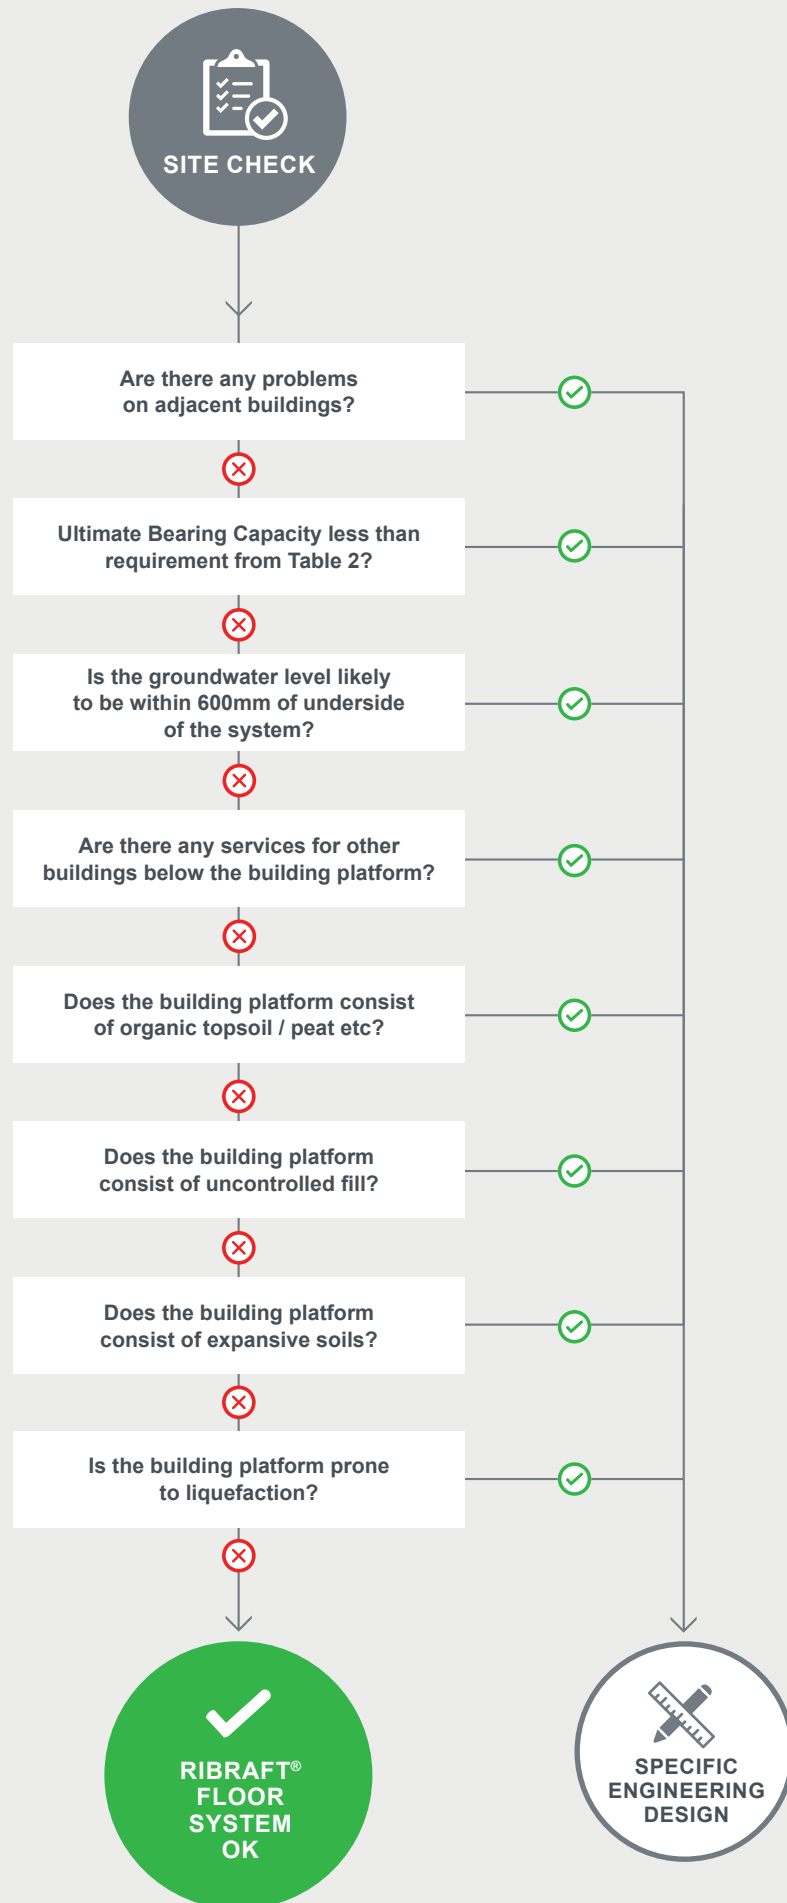 SITE CHECK
Are there any problems
on adjacent buildings?
Ultimate Bearing Capacity less than
requirement from Table 2?
Is the groundwater level likely
to be within 600mm of underside
of the system?
Are there any services for other
buildings below the building platform?
Does the building platform consist
of organic topsoil / peat etc?
Does the building platform
consist of uncontrolled fill?
Does the building platform
consist of expansive soils?
Is the building platform prone
to liquefaction?
RIBRAFT®
FLOOR
SYSTEM
OK
SPECIFIC
ENGINEERING
DESIGN